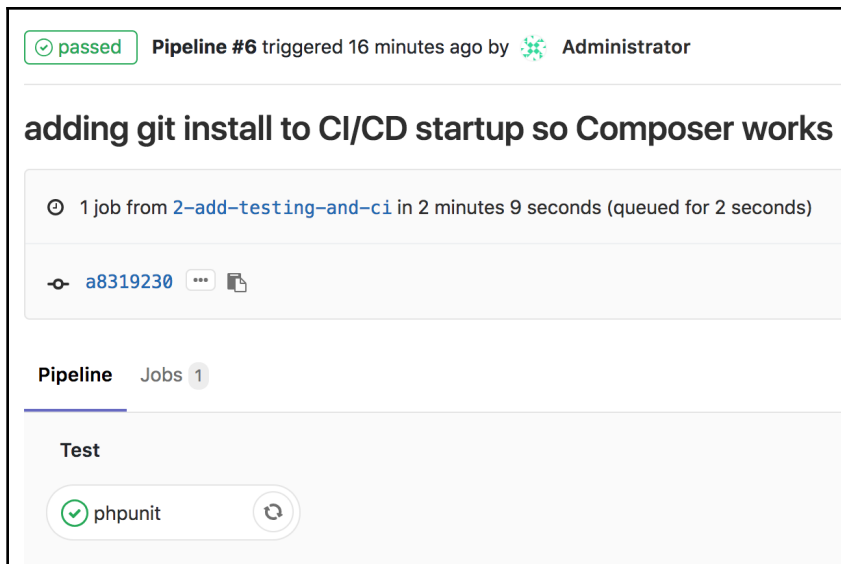 passed Pipeline #6 triggered 16 minutes ago by Administrator
adding git install to CI/CD startup so Composer works
1 job from 2-add-testing-and-ci in 2 minutes 9 seconds (queued for 2 seconds)
a8319230 ...
Pipeline Jobs 1
Test
phpunit